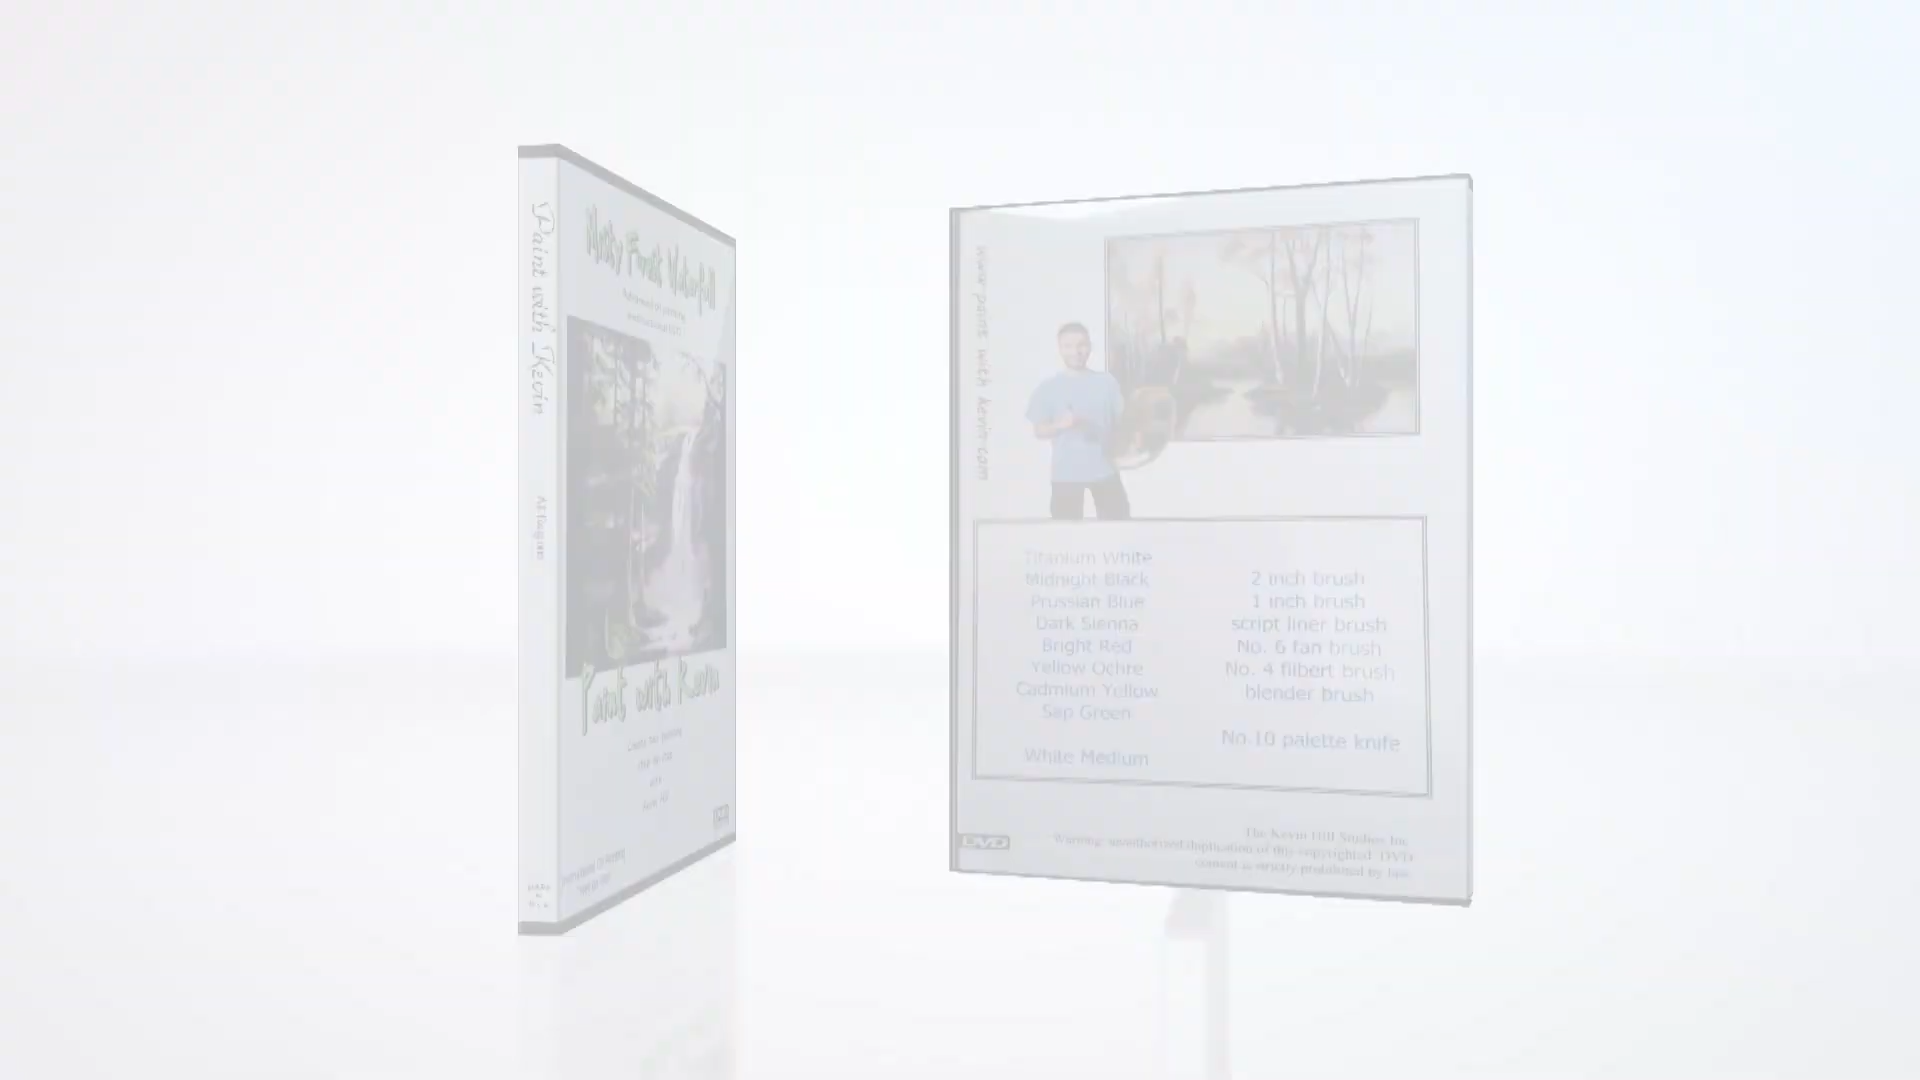 Paint with Kevin
Misty Forest Waterfall
Paint with Kevin
www.paint with kevin.com
Titanium White
Midnight Black
Prussian Blue
Dark Sienna
Bright Red
Yellow Ochre
Cadmium Yellow
Sap Green
White Medium
2 inch brush
1 inch brush
script liner brush
No. 6 fan brush
No. 4 filbert brush
blender brush
No.10 palette knife
DVD
The Kevin Hill Studios Inc.
Warning: unauthorized duplication of this copyrighted DVD
content is strictly prohibited by law.